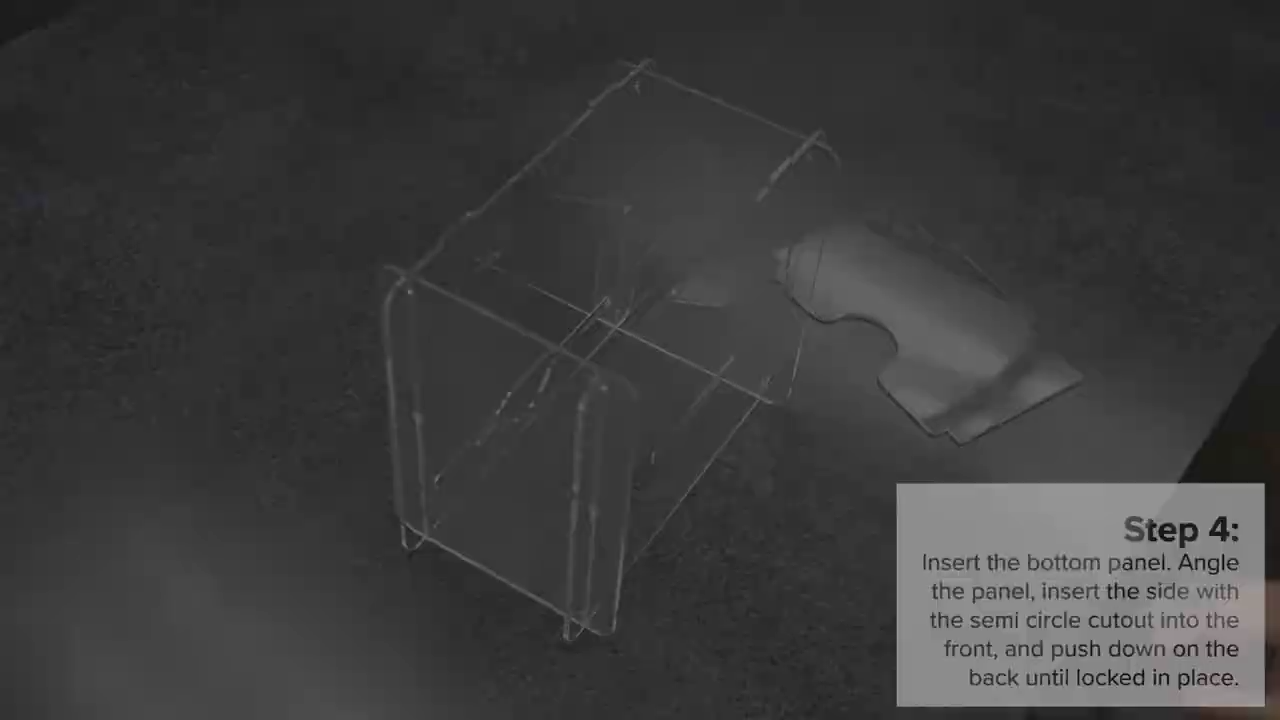 Step 4:
Insert the bottom panel. Angle
the panel, insert the side with
the semi circle cutout into the
front, and push down on the
back until locked in place.